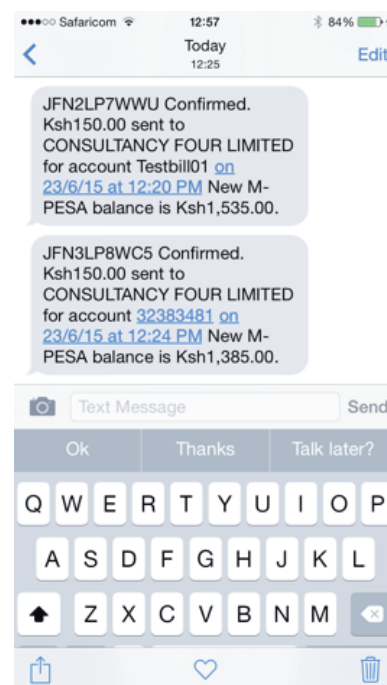 Safaricom 12:57 84%
Today
12:25
Edit
JFN2LP7WWU Confirmed.
Ksh150.00 sent to
CONSULTANCY FOUR LIMITED
for account Testbill01 on
23/6/15 at 12:20 PM New M-
PESA balance is Ksh1,535.00.
JFN3LP8WC5 Confirmed.
Ksh150.00 sent to
CONSULTANCY FOUR LIMITED
for account 32383481 on
23/6/15 at 12:24 PM New M-
PESA balance is Ksh1,385.00.
Text Message Send
Ok Thanks Talk later?
Q W E R T Y U I O P
A S D F G H J K L
Z X C V B N M